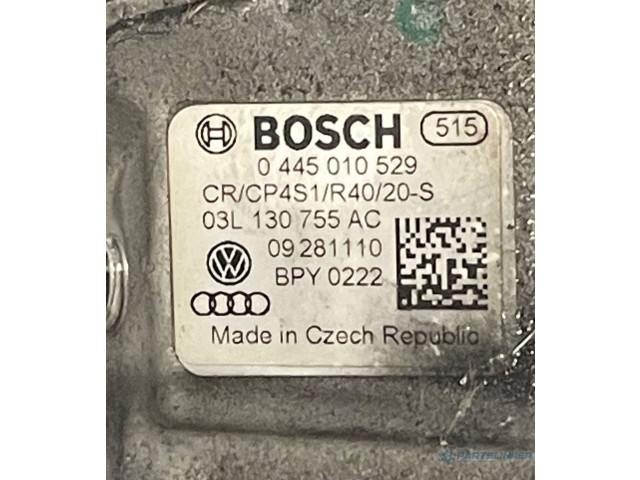 BOSCH 515
0 445 010 529
CR/CP4S1/R40/20-S
03L 130 755 AC
09 281110
BPY 0222
Made in Czech Republic
PARTSLINKER